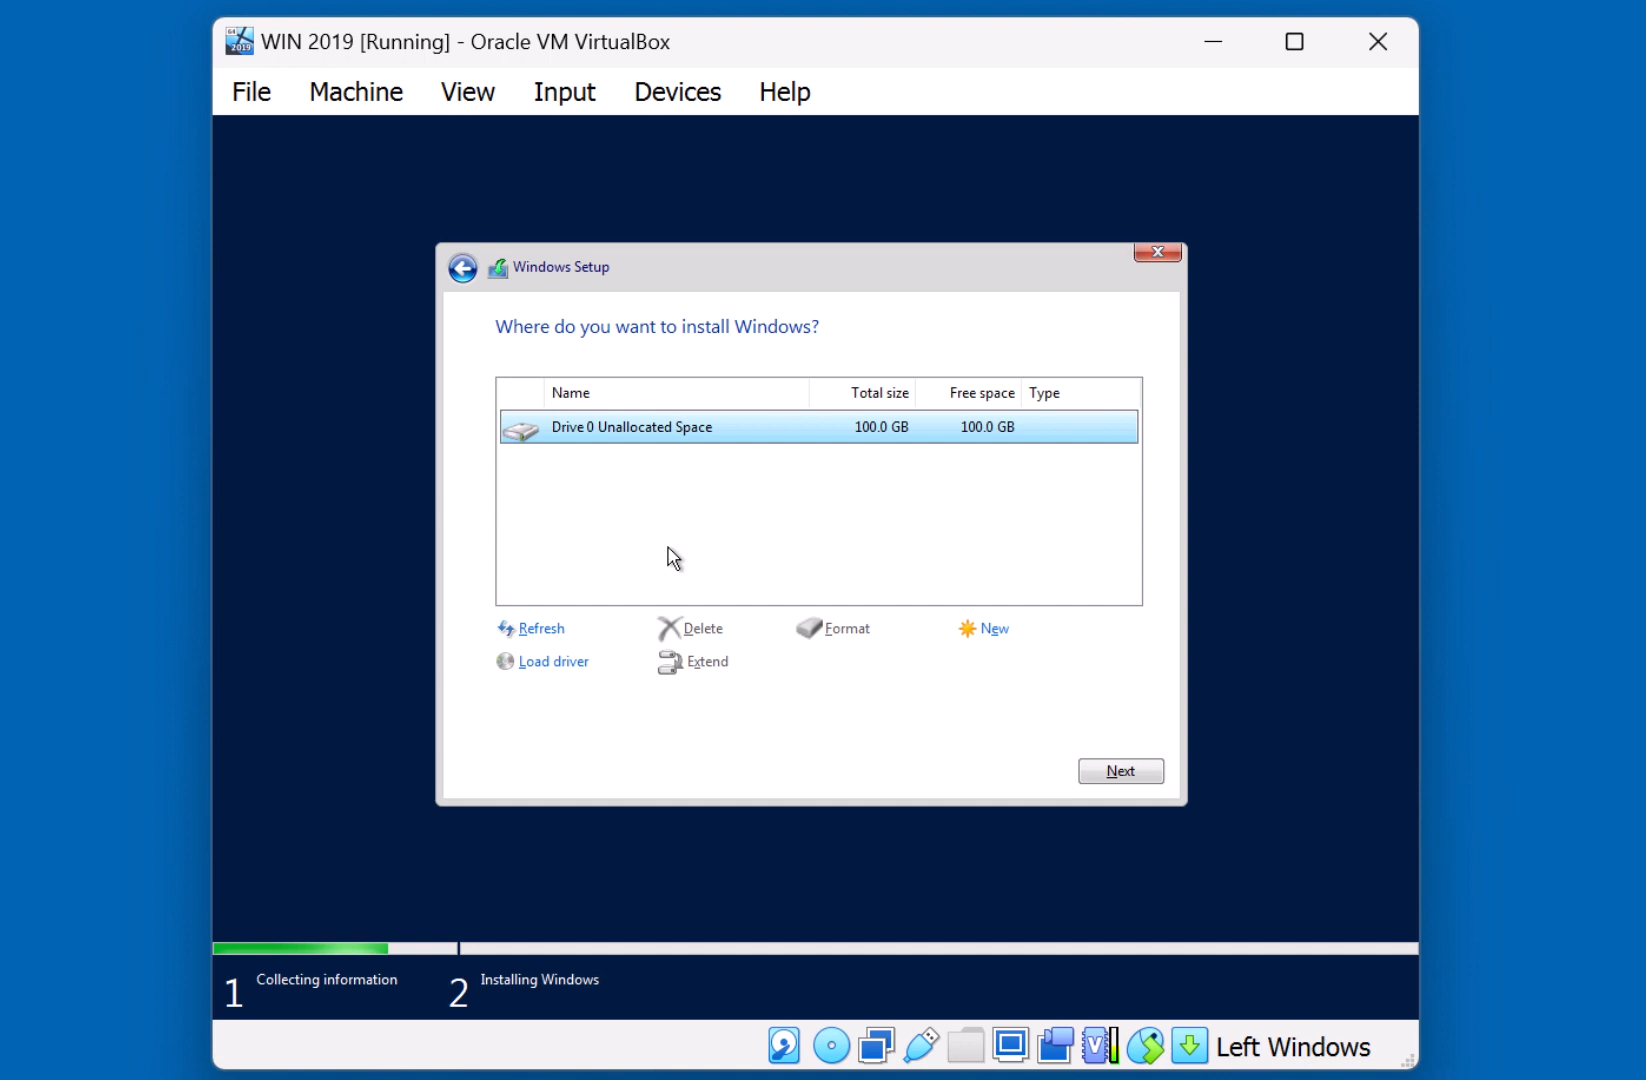 WIN 2019 [Running] - Oracle VM VirtualBox
File Machine View Input Devices Help
Windows Setup
Where do you want to install Windows?
Name Total size Free space Type
Drive 0 Unallocated Space 100.0 GB 100.0 GB
Refresh Delete Format New
Load driver Extend
Next
1 Collecting information 2 Installing Windows
Left Windows